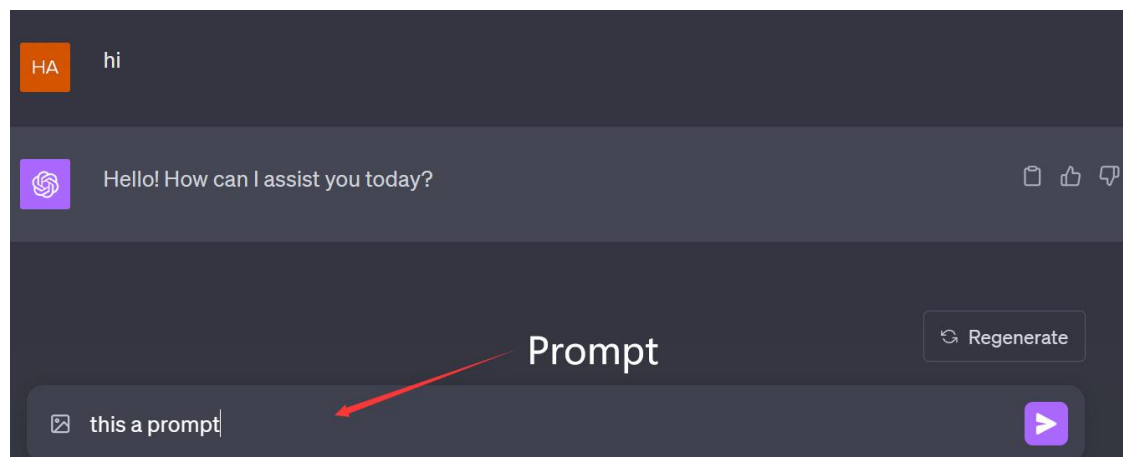 HA
hi
Hello! How can I assist you today?
Regenerate
Prompt
this a prompt